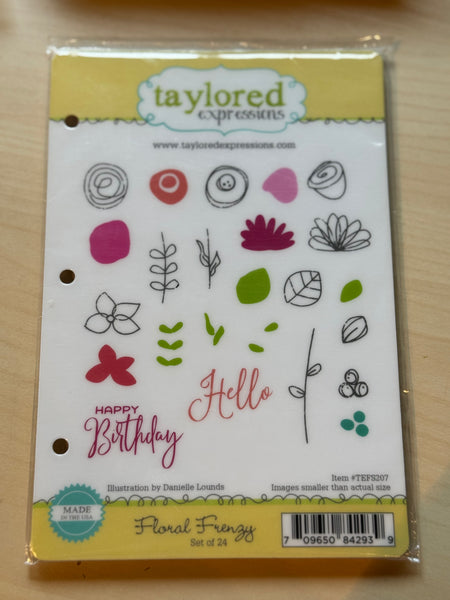 taylored
expressions
www.tayloredexpressions.com
Hello
HAPPY
Birthday
Item #TEFS207
Illustration by Danielle Lounds
Images smaller than actual size
MADE
IN THE USA
Floral Frenzy
Set of 24
7 09650 84293 9